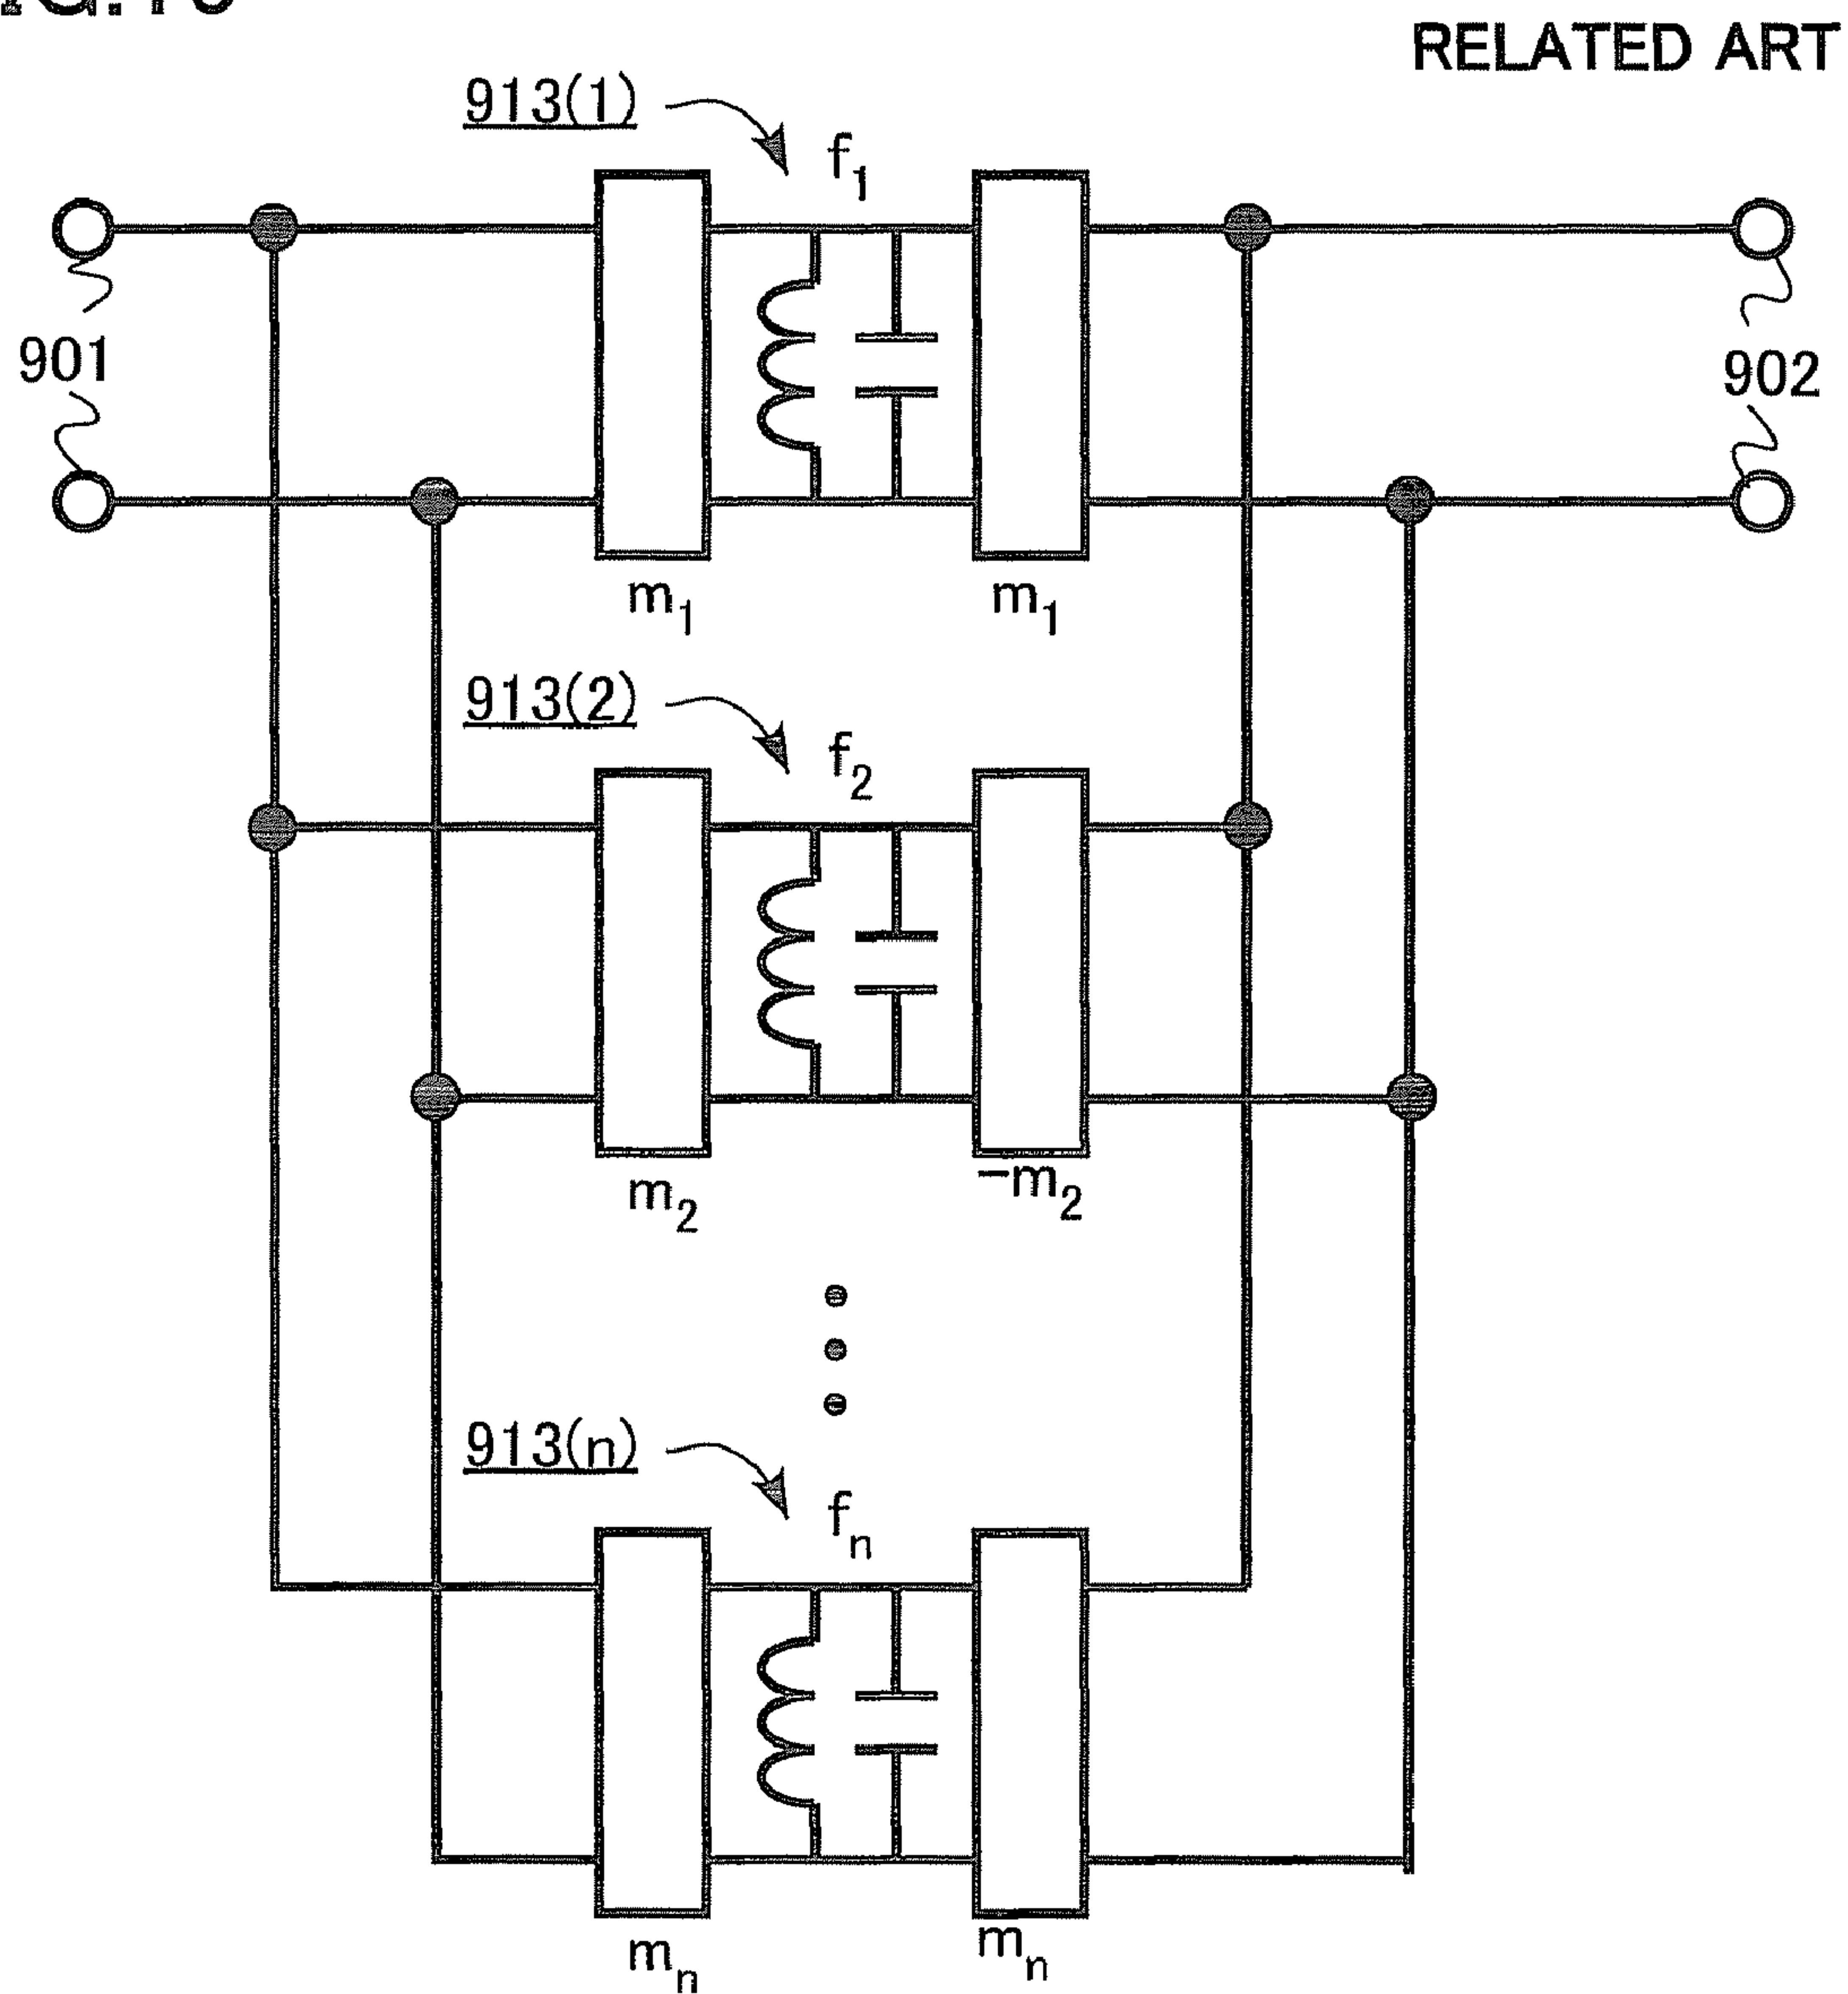 RELATED ART
913(1)
f1
901
902
m1
m1
913(2)
f2
m2
-m2
913(n)
fn
mn
mn